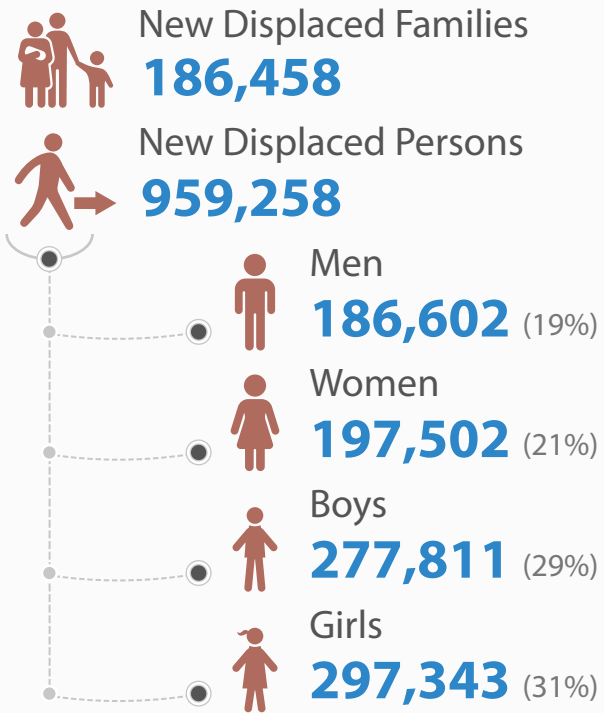 New Displaced Families
186,458
New Displaced Persons
959,258
Men
186,602 (19%)
Women
197,502 (21%)
Boys
277,811 (29%)
Girls
297,343 (31%)